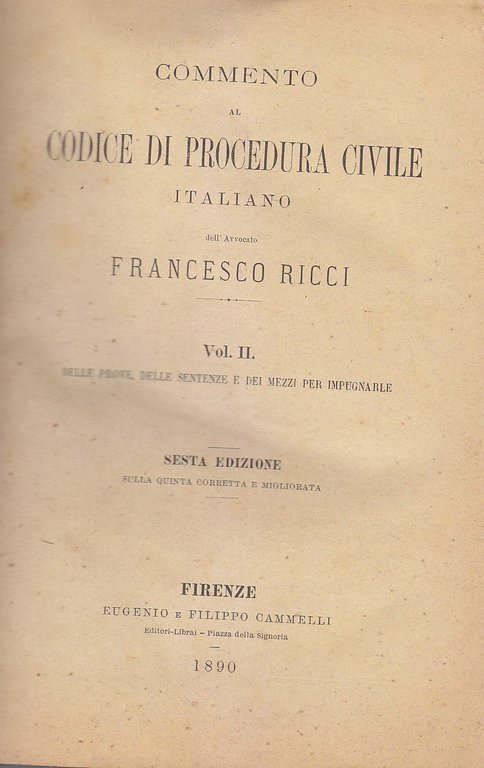 COMMENTO
AL
CODICE DI PROCEDURA CIVILE
ITALIANO
dell'Avvocato
FRANCESCO RICCI
Vol. II.
DELLE PROVE, DELLE SENTENZE E DEI MEZZI PER IMPUGNARLE
SESTA EDIZIONE
SULLA QUINTA CORRETTA E MIGLIORATA
FIRENZE
EUGENIO E FILIPPO CAMMELLI
Editori-Librai – Piazza della Signoria
1890